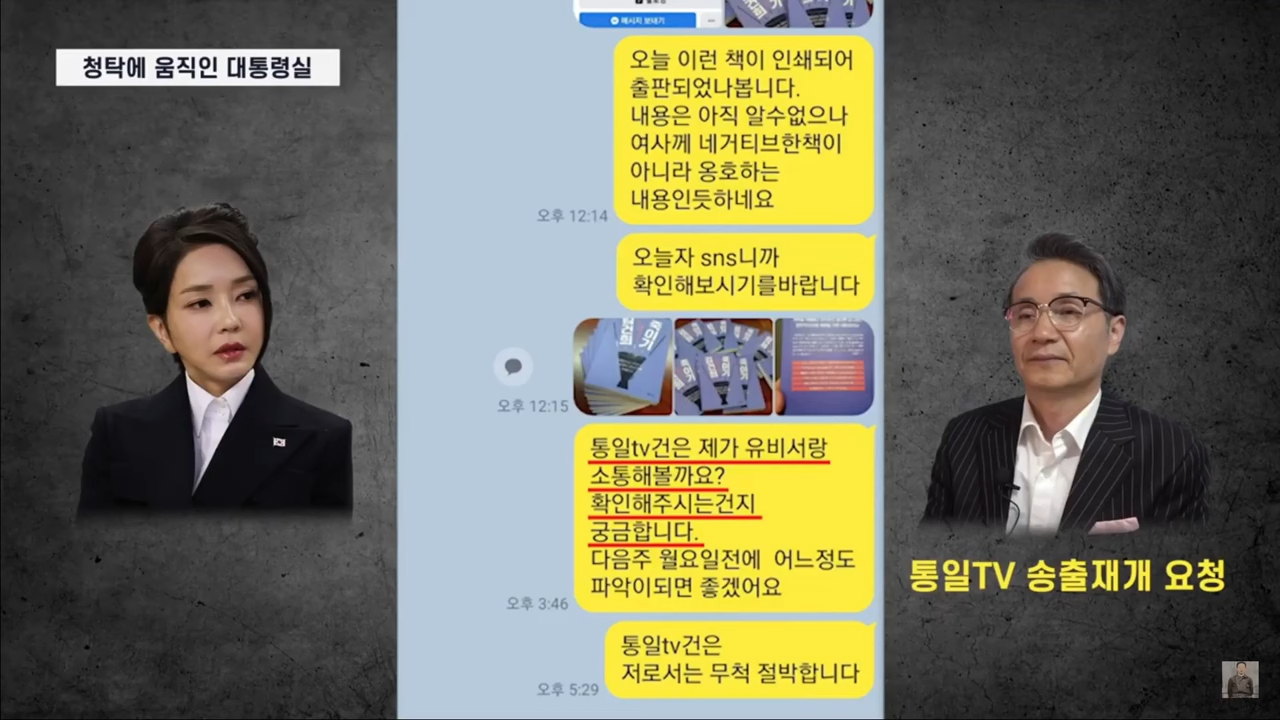 메시지 보내기
청탁에 움직인 대통령실
오늘 이런 책이 인쇄되어
출판되었나봅니다.
내용은 아직 알수없으나
여사께 네거티브한책이
아니라 옹호하는
내용인듯하네요
오후 12:14
오늘자 sns니까
확인해보시기를바랍니다
오후 12:15
통일tv건은 제가 유비서랑
소통해볼까요?
확인해주시는건지
궁금합니다.
다음주 월요일전에 어느정도
파악이되면 좋겠어요
오후 3:46
통일TV 송출재개 요청
통일tv건은
저로서는 무척 절박합니다
오후 5:29